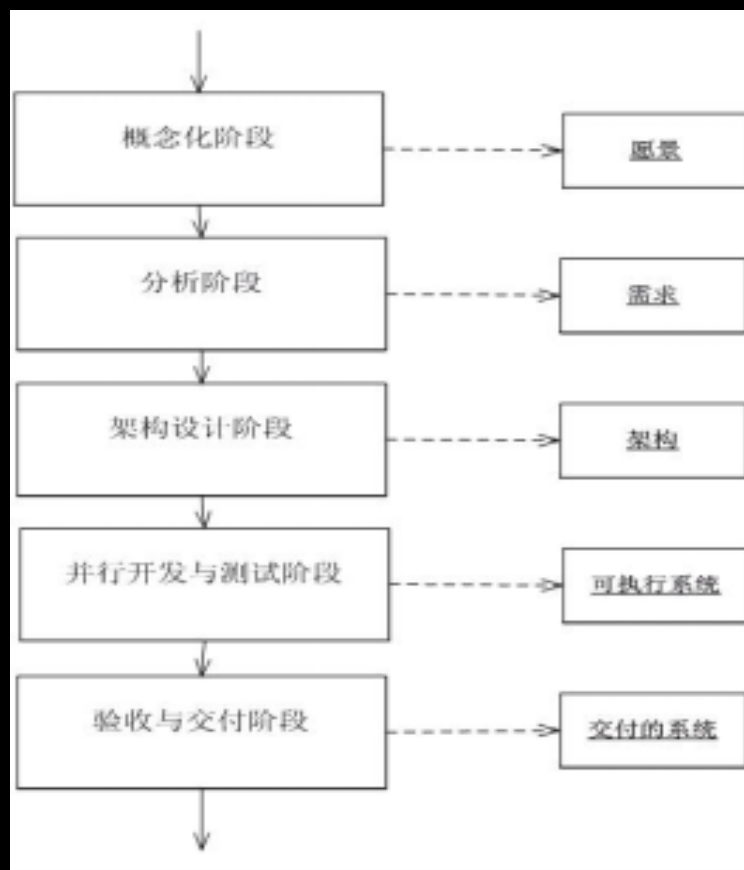 概念化阶段
愿景
分析阶段
需求
架构设计阶段
架构
并行开发与测试阶段
可执行系统
验收与交付阶段
交付的系统